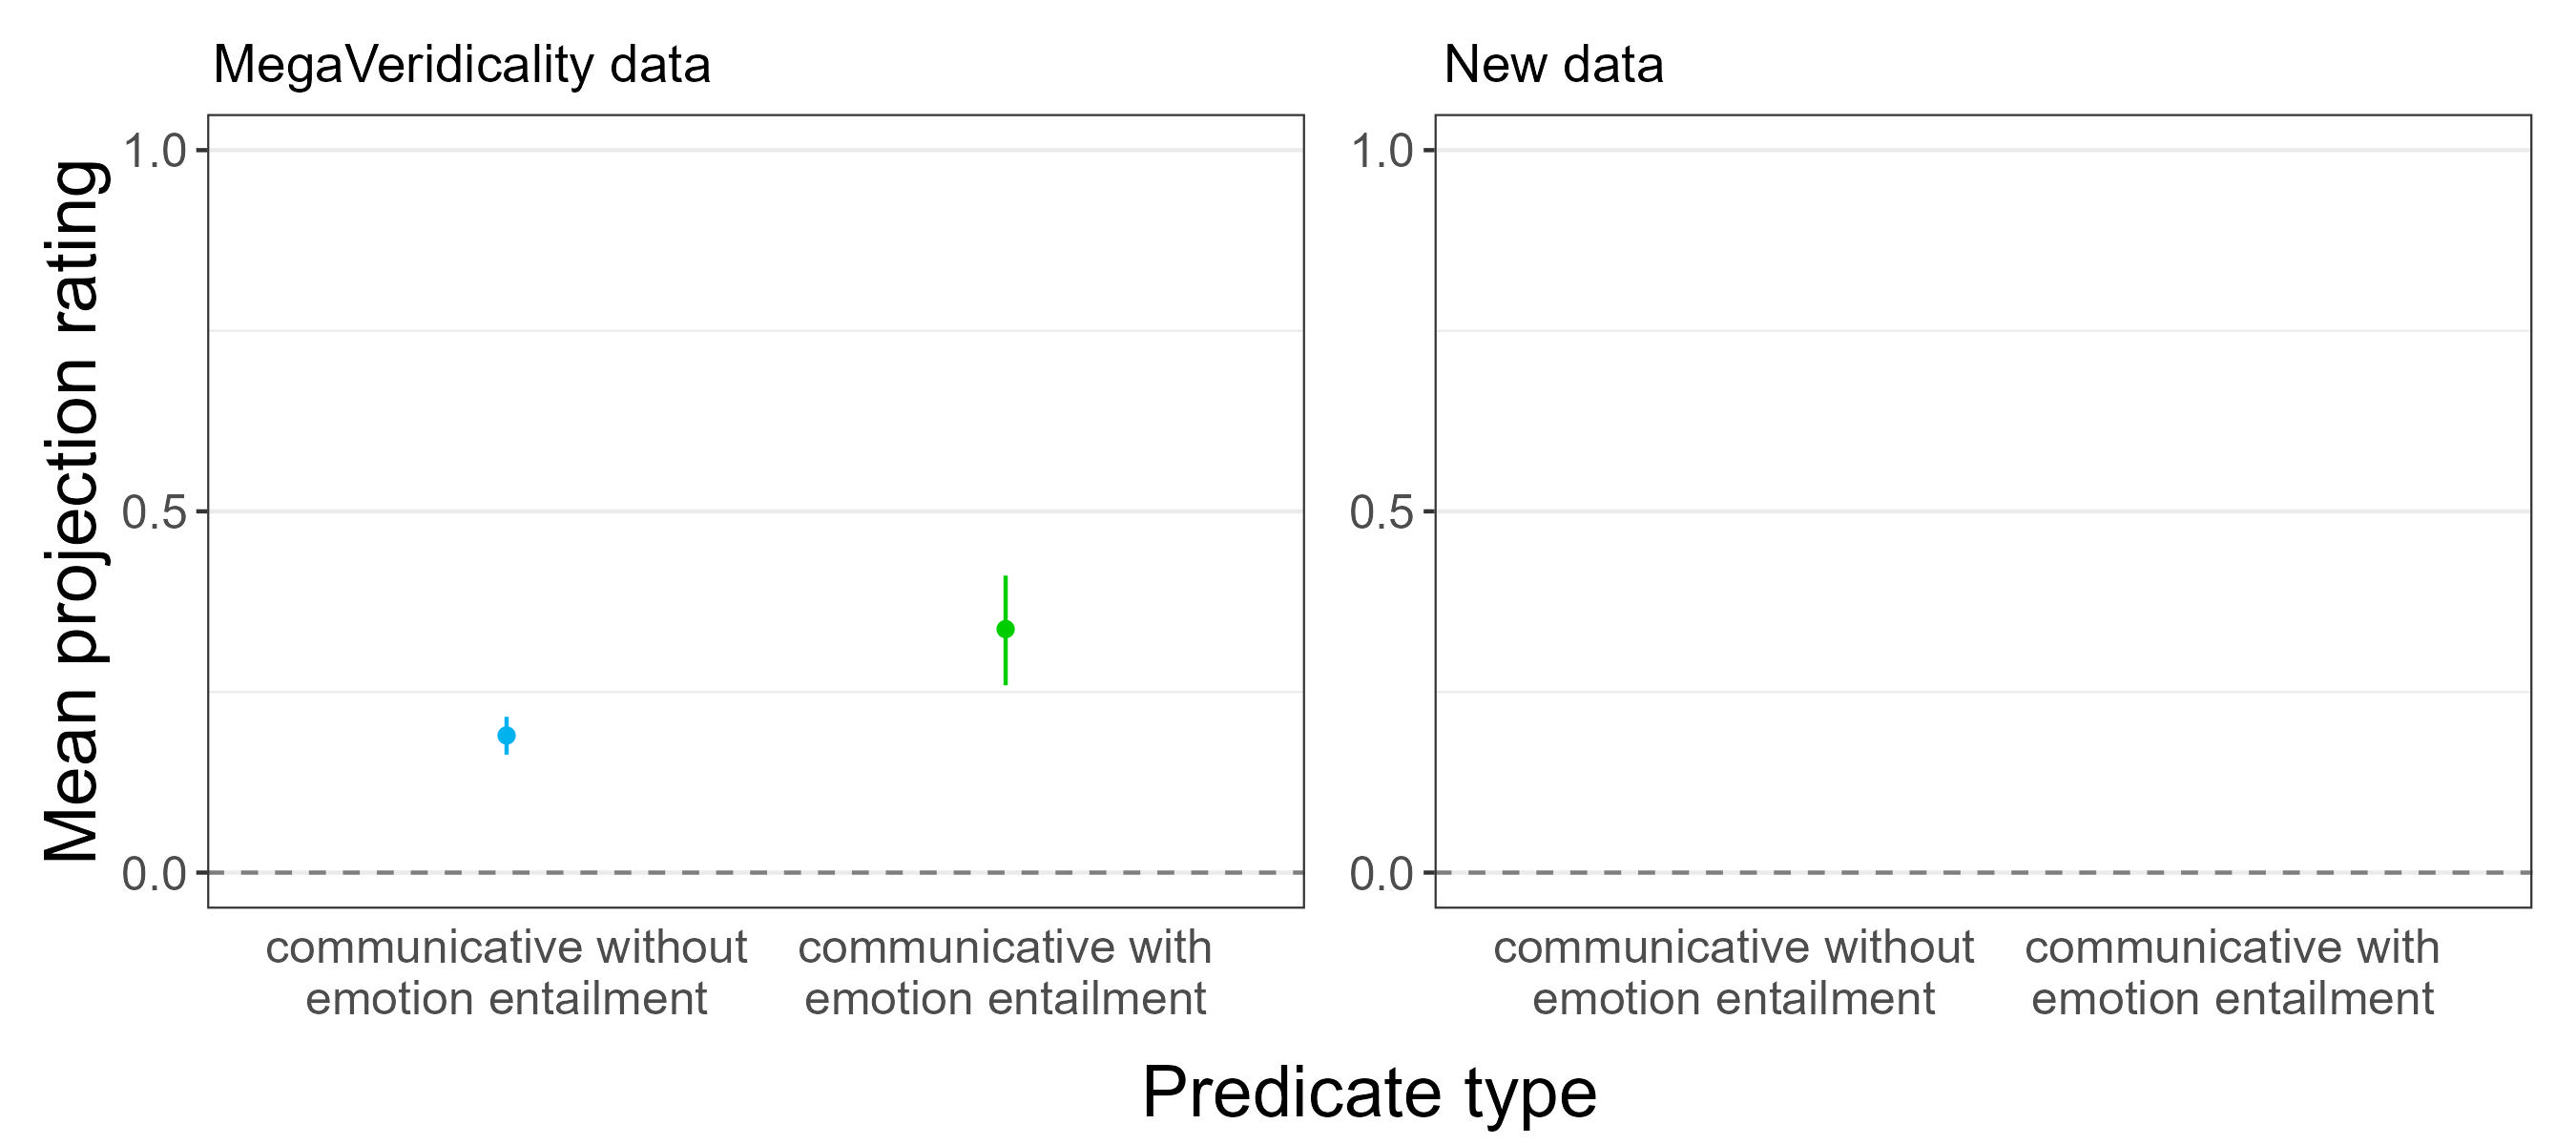 MegaVeridicality data
New data
Mean projection rating
1.0
0.5
0.0
1.0
0.5
0.0
communicative without
emotion entailment
communicative with
emotion entailment
communicative without
emotion entailment
communicative with
emotion entailment
Predicate type